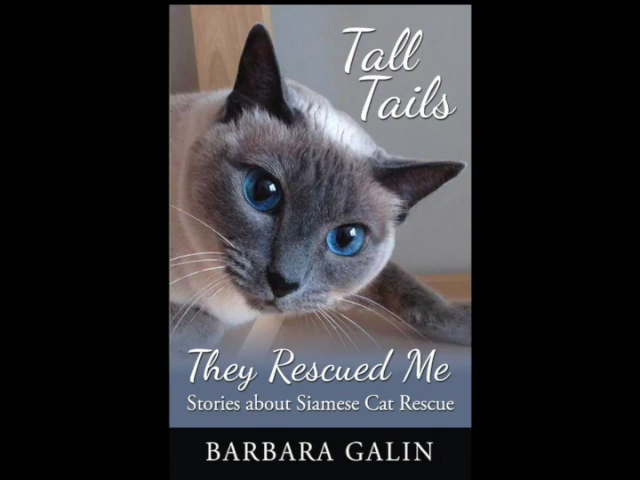 Tall
Tails
They Rescued Me
Stories about Siamese Cat Rescue
BARBARA GALIN